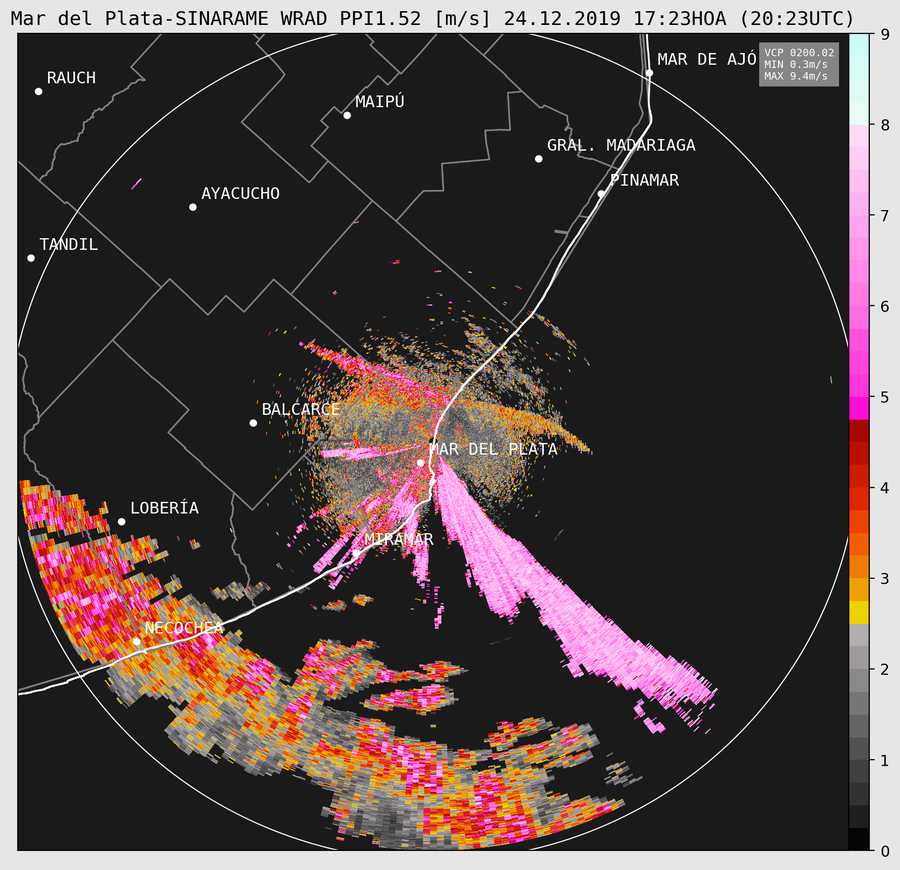 Mar del Plata-SINARAME WRAD PPI1.52 [m/s] 24.12.2019 17:23HOA (20:23UTC)
VCP 0200.02
MIN 0.3m/s
MAX 9.4m/s
MAR DE AJÓ
RAUCH
MAIPÚ
GRAL. MADARIAGA
PINAMAR
AYACUCHO
TANDIL
BALCARCE
MAR DEL PLATA
LOBERÍA
MIRAMAR
NECOCHEA
9
8
7
6
5
4
3
2
1
0